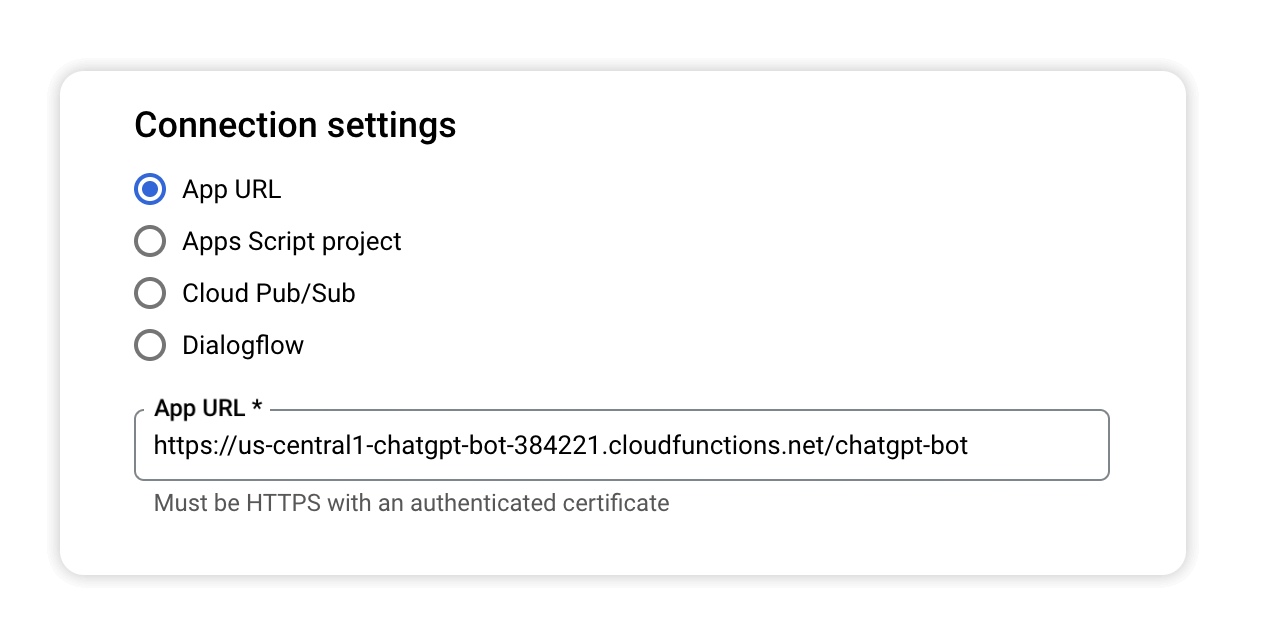 Connection settings
App URL
Apps Script project
Cloud Pub/Sub
Dialogflow
App URL *
https://us-central1-chatgpt-bot-384221.cloudfunctions.net/chatgpt-bot
Must be HTTPS with an authenticated certificate